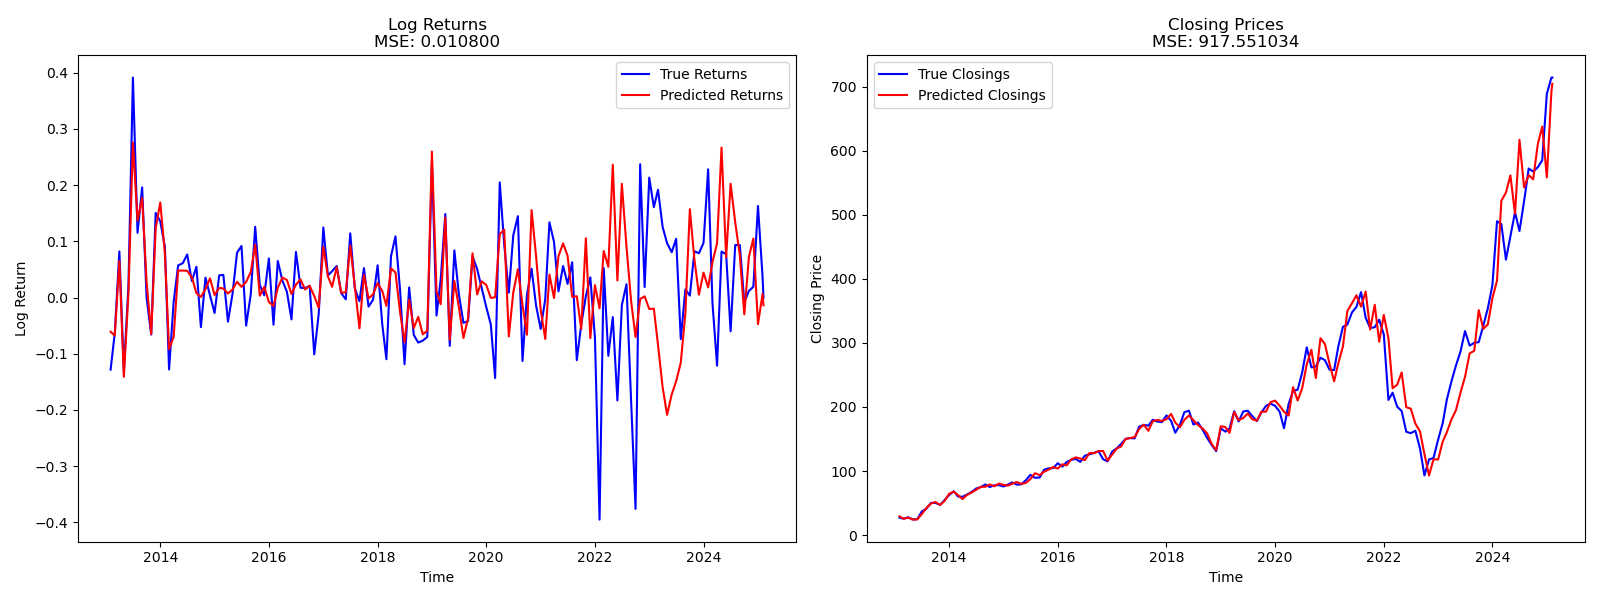 Log Returns
MSE: 0.010800
True Returns
Predicted Returns
0.4
0.3
0.2
0.1
0.0
−0.1
−0.2
−0.3
−0.4
Log Return
2014 2016 2018 2020 2022 2024
Time
Closing Prices
MSE: 917.551034
True Closings
Predicted Closings
700
600
500
400
300
200
100
0
Closing Price
2014 2016 2018 2020 2022 2024
Time